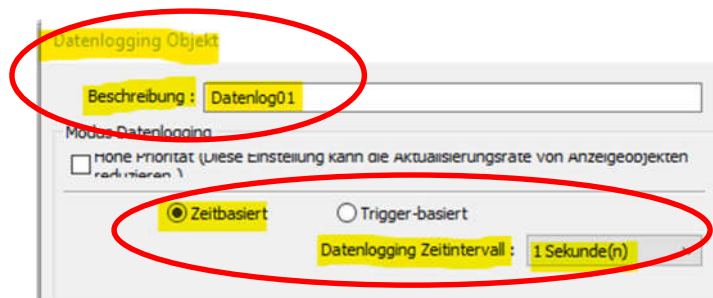 Datenlogging Objekt
Beschreibung : Datenlog01
Modus Datenlogging
Hohe Priorität (Diese Einstellung kann die Aktualisierungsrate von Anzeigeobjekten
reduzieren.)
Zeitbasiert Trigger-basiert
Datenlogging Zeitintervall : 1 Sekunde(n)